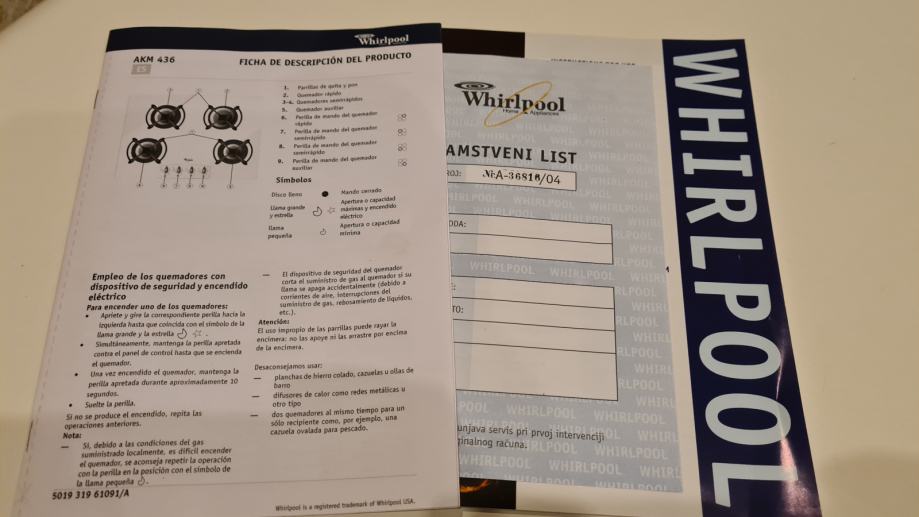 Whirlpool
AKM 436
ES
FICHA DE DESCRIPCIÓN DEL PRODUCTO
1. Parrillas de quita y pon
2. Quemador rápido
3-4. Quemadores semirrápidos
5. Quemador auxiliar
6. Perilla de mando del quemador
rápido
7. Perilla de mando del quemador
semirrápido
8. Perilla de mando del quemador
semirrápido
9. Perilla de mando del quemador
auxiliar
Símbolos
Disco lleno
Mando cerrado
Llama grande
y estrella
Apertura o capacidad
máximas y encendido
eléctrico
Llama
pequeña
Apertura o capacidad
mínima
Empleo de los quemadores con
dispositivo de seguridad y encendido
eléctrico
Para encender uno de los quemadores:
• Apriete y gire la correspondiente perilla hacia la
izquierda hasta que coincida con el símbolo de la
llama grande y la estrella
• Simultáneamente, mantenga la perilla apretada
contra el panel de control hasta que se encienda
el quemador.
• Una vez encendido el quemador, mantenga la
perilla apretada durante aproximadamente 10
segundos.
• Suelte la perilla.
Si no se produce el encendido, repita las
operaciones anteriores.
Nota:
— Si, debido a las condiciones del gas
suministrado localmente, es difícil encender
el quemador, se aconseja repetir la operación
con la perilla en la posición con el símbolo de
la llama pequeña
— El dispositivo de seguridad del quemador
corta el suministro de gas al quemador si su
llama se apaga accidentalmente (debido a
corrientes de aire, interrupciones del
suministro de gas, rebosamiento de líquidos,
etc.).
Atención:
El uso impropio de las parrillas puede rayar la
encimera: no las apoye ni las arrastre por encima
de la encimera.
Desaconsejamos usar:
— planchas de hierro colado, cazuelas u ollas de
barro
— difusores de calor como redes metálicas u
otro tipo
— dos quemadores al mismo tiempo para un
sólo recipiente como, por ejemplo, una
cazuela ovalada para pescado.
5019 319 61091/A
Whirlpool is a registered trademark of Whirlpool USA.
Whirlpool
Home Appliances
AMSTVENI LIST
ROJ: Nº A-36816/04
ODA:
E:
TO:
unjava servis pri prvoj intervenciji
ginalnog računa.
WHIRLPOOL